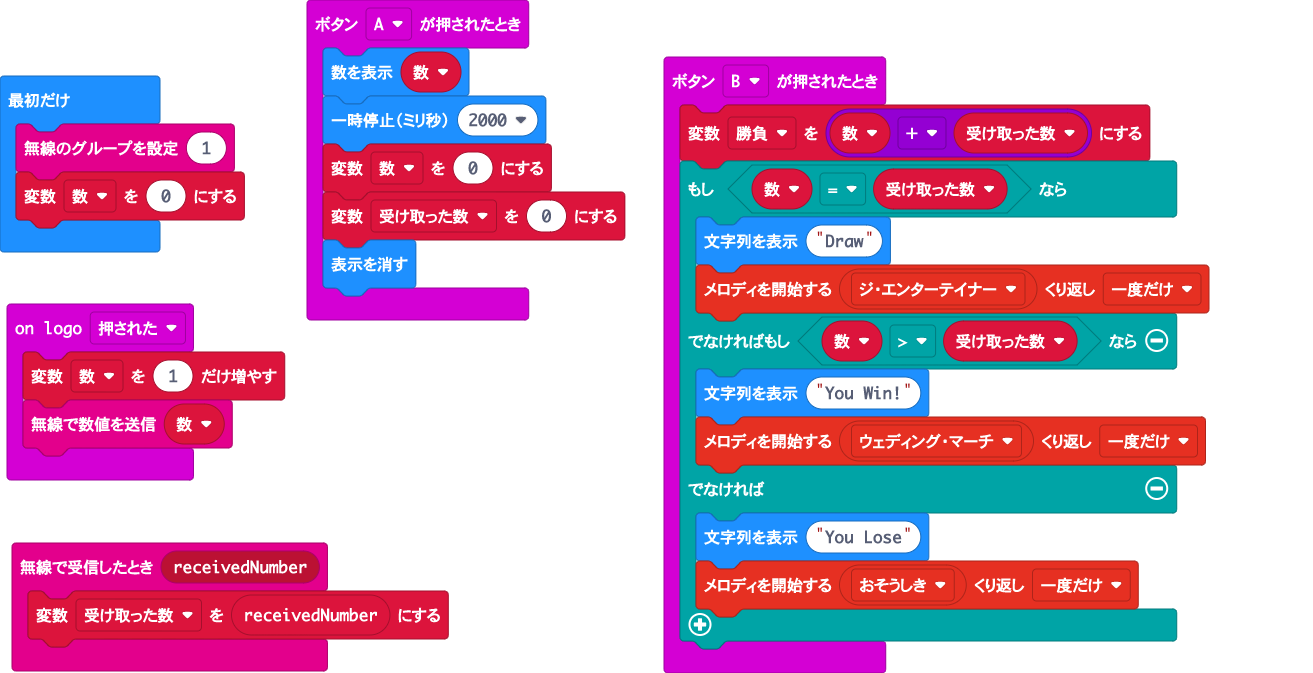 最初だけ
無線のグループを設定 1
変数 数 を 0 にする
on logo 押された
変数 数 を 1 だけ増やす
無線で数値を送信 数
無線で受信したとき receivedNumber
変数 受け取った数 を receivedNumber にする
ボタン A が押されたとき
数を表示 数
一時停止(ミリ秒) 2000
変数 数 を 0 にする
変数 受け取った数 を 0 にする
表示を消す
ボタン B が押されたとき
変数 勝負 を 数 + 受け取った数 にする
もし 数 = 受け取った数 なら
文字列を表示 "Draw"
メロディを開始する ジ・エンターテイナー くり返し 一度だけ
でなければもし 数 > 受け取った数 なら
文字列を表示 "You Win!"
メロディを開始する ウェディング・マーチ くり返し 一度だけ
でなければ
文字列を表示 "You Lose"
メロディを開始する おそうしき くり返し 一度だけ